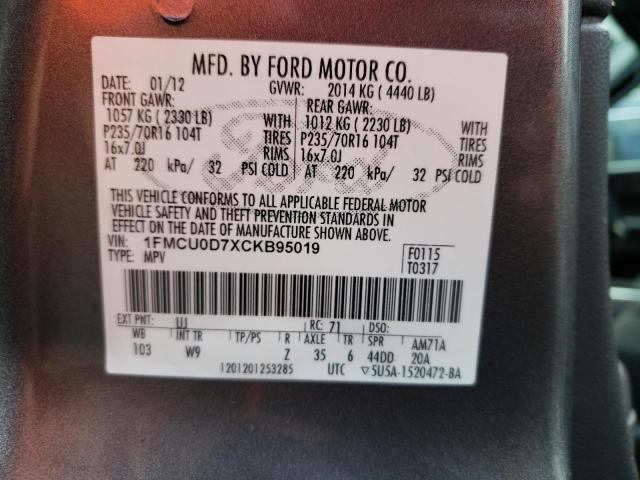 MFD. BY FORD MOTOR CO.
DATE: 01/12 GVWR: 2014 KG (4440 LB)
FRONT GAWR: REAR GAWR:
1057 KG (2330 LB) WITH 1012 KG (2230 LB) WITH
P235/70R16 104T TIRES P235/70R16 104T TIRES
16x7.0J RIMS 16x7.0J RIMS
AT 220 kPa/ 32 PSI COLD AT 220 kPa/ 32 PSI COLD
THIS VEHICLE CONFORMS TO ALL APPLICABLE FEDERAL MOTOR
VEHICLE SAFETY AND THEFT PREVENTION STANDARDS IN
EFFECT ON THE DATE OF MANUFACTURE SHOWN ABOVE.
VIN: 1FMCU0D7XCKB95019 F0115
TYPE: MPV T0317
EXT PNT: UJ RC: 71 DSO:
WB INT TR TP/PS R AXLE TR SPR AM71A
103 W9 Z 35 6 44DD 20A
1201201253285 UTC ▽5U5A-1520472-BA